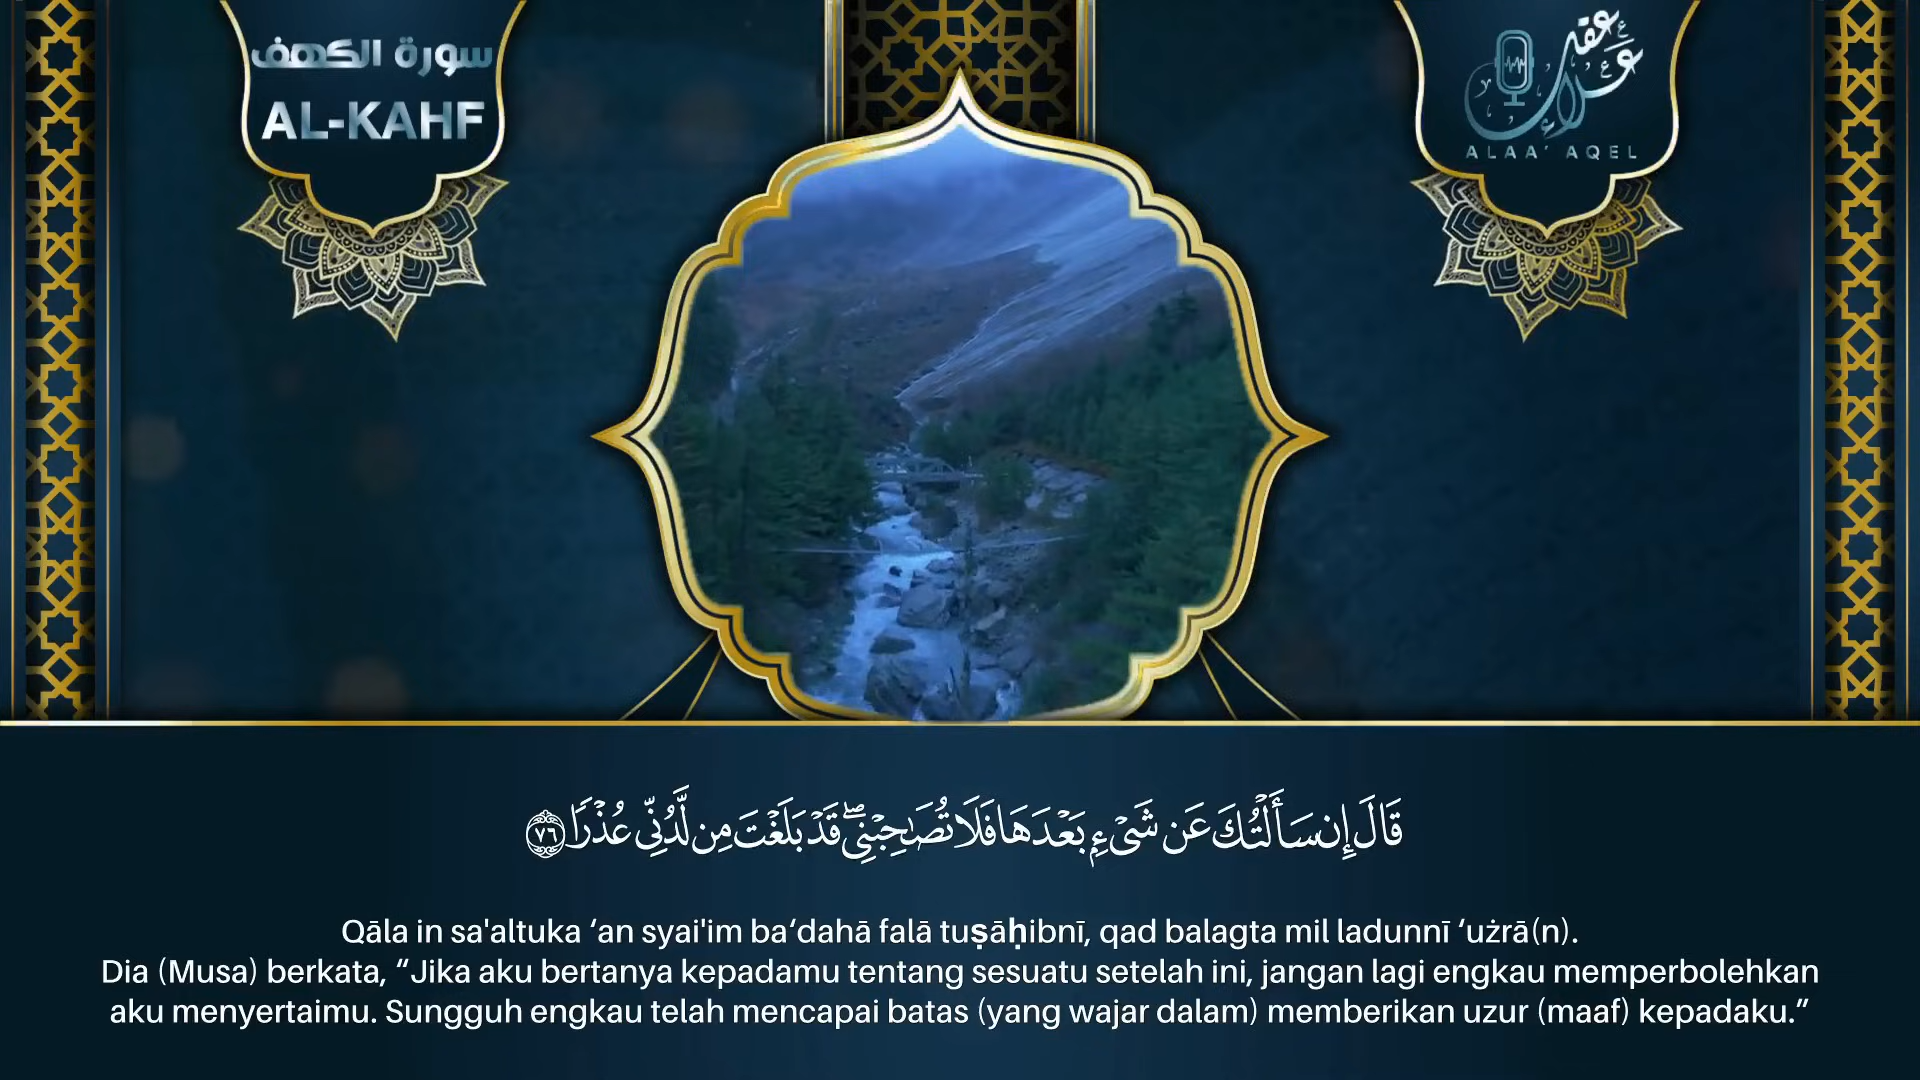 سورة الكهف
AL-KAHF
علاء عقل
ALAA' AQEL
قَالَ إِن سَأَلْتُكَ عَن شَىْءٍۭ بَعْدَهَا فَلَا تُصَـٰحِبْنِى ۖ قَدْ بَلَغْتَ مِن لَّدُنِّى عُذْرًا ٧٦
Qāla in sa'altuka ‘an syai'im ba‘dahā falā tuṣāḥibnī, qad balagta mil ladunnī ‘użrā(n).
Dia (Musa) berkata, “Jika aku bertanya kepadamu tentang sesuatu setelah ini, jangan lagi engkau memperbolehkan
aku menyertaimu. Sungguh engkau telah mencapai batas (yang wajar dalam) memberikan uzur (maaf) kepadaku.”